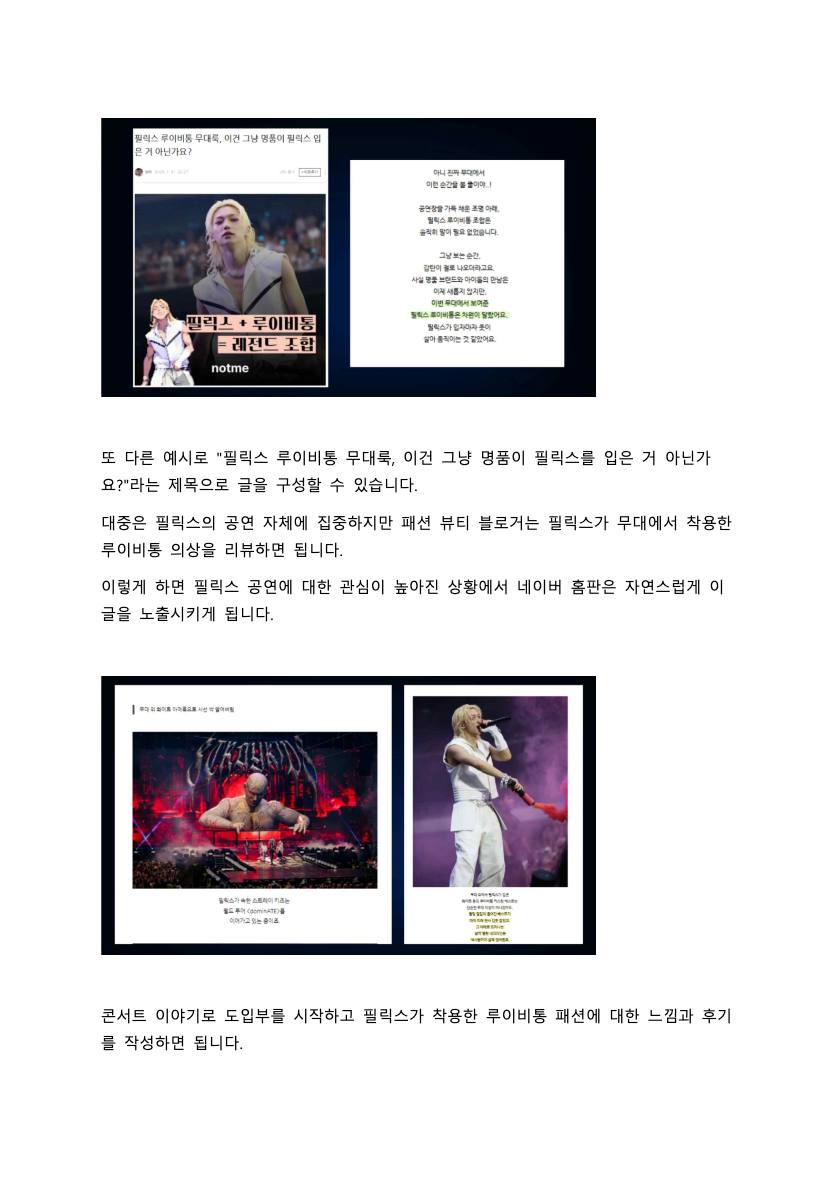 필릭스 루이비통 무대룩, 이건 그냥 명품이 필릭스 입
은 거 아닌가요?
필릭스 + 루이비통
= 레전드 조합
notme
아니 진짜 무대에서
이런 순간을 볼 줄이야..!
공연장을 가득 채운 조명 아래,
필릭스 루이비통 조합은
솔직히 말이 필요 없었습니다.
그냥 보는 순간,
감탄이 절로 나오더라고요.
사실 명품 브랜드와 아이돌의 만남은
이제 새롭지 않지만,
이번 무대에서 보여준
필릭스 루이비통은 차원이 달랐어요.
필릭스가 입자마자 옷이
살아 움직이는 것 같았어요.
또 다른 예시로 "필릭스 루이비통 무대룩, 이건 그냥 명품이 필릭스를 입은 거 아닌가
요?"라는 제목으로 글을 구성할 수 있습니다.
대중은 필릭스의 공연 자체에 집중하지만 패션 뷰티 블로거는 필릭스가 무대에서 착용한
루이비통 의상을 리뷰하면 됩니다.
이렇게 하면 필릭스 공연에 대한 관심이 높아진 상황에서 네이버 홈판은 자연스럽게 이
글을 노출시키게 됩니다.
무대 위 화이트 아이템으로 시선 싹 쓸어버림
필릭스가 속한 스트레이 키즈는
월드 투어 <dominATE>를
이어가고 있는 중이죠.
콘서트 이야기로 도입부를 시작하고 필릭스가 착용한 루이비통 패션에 대한 느낌과 후기
를 작성하면 됩니다.